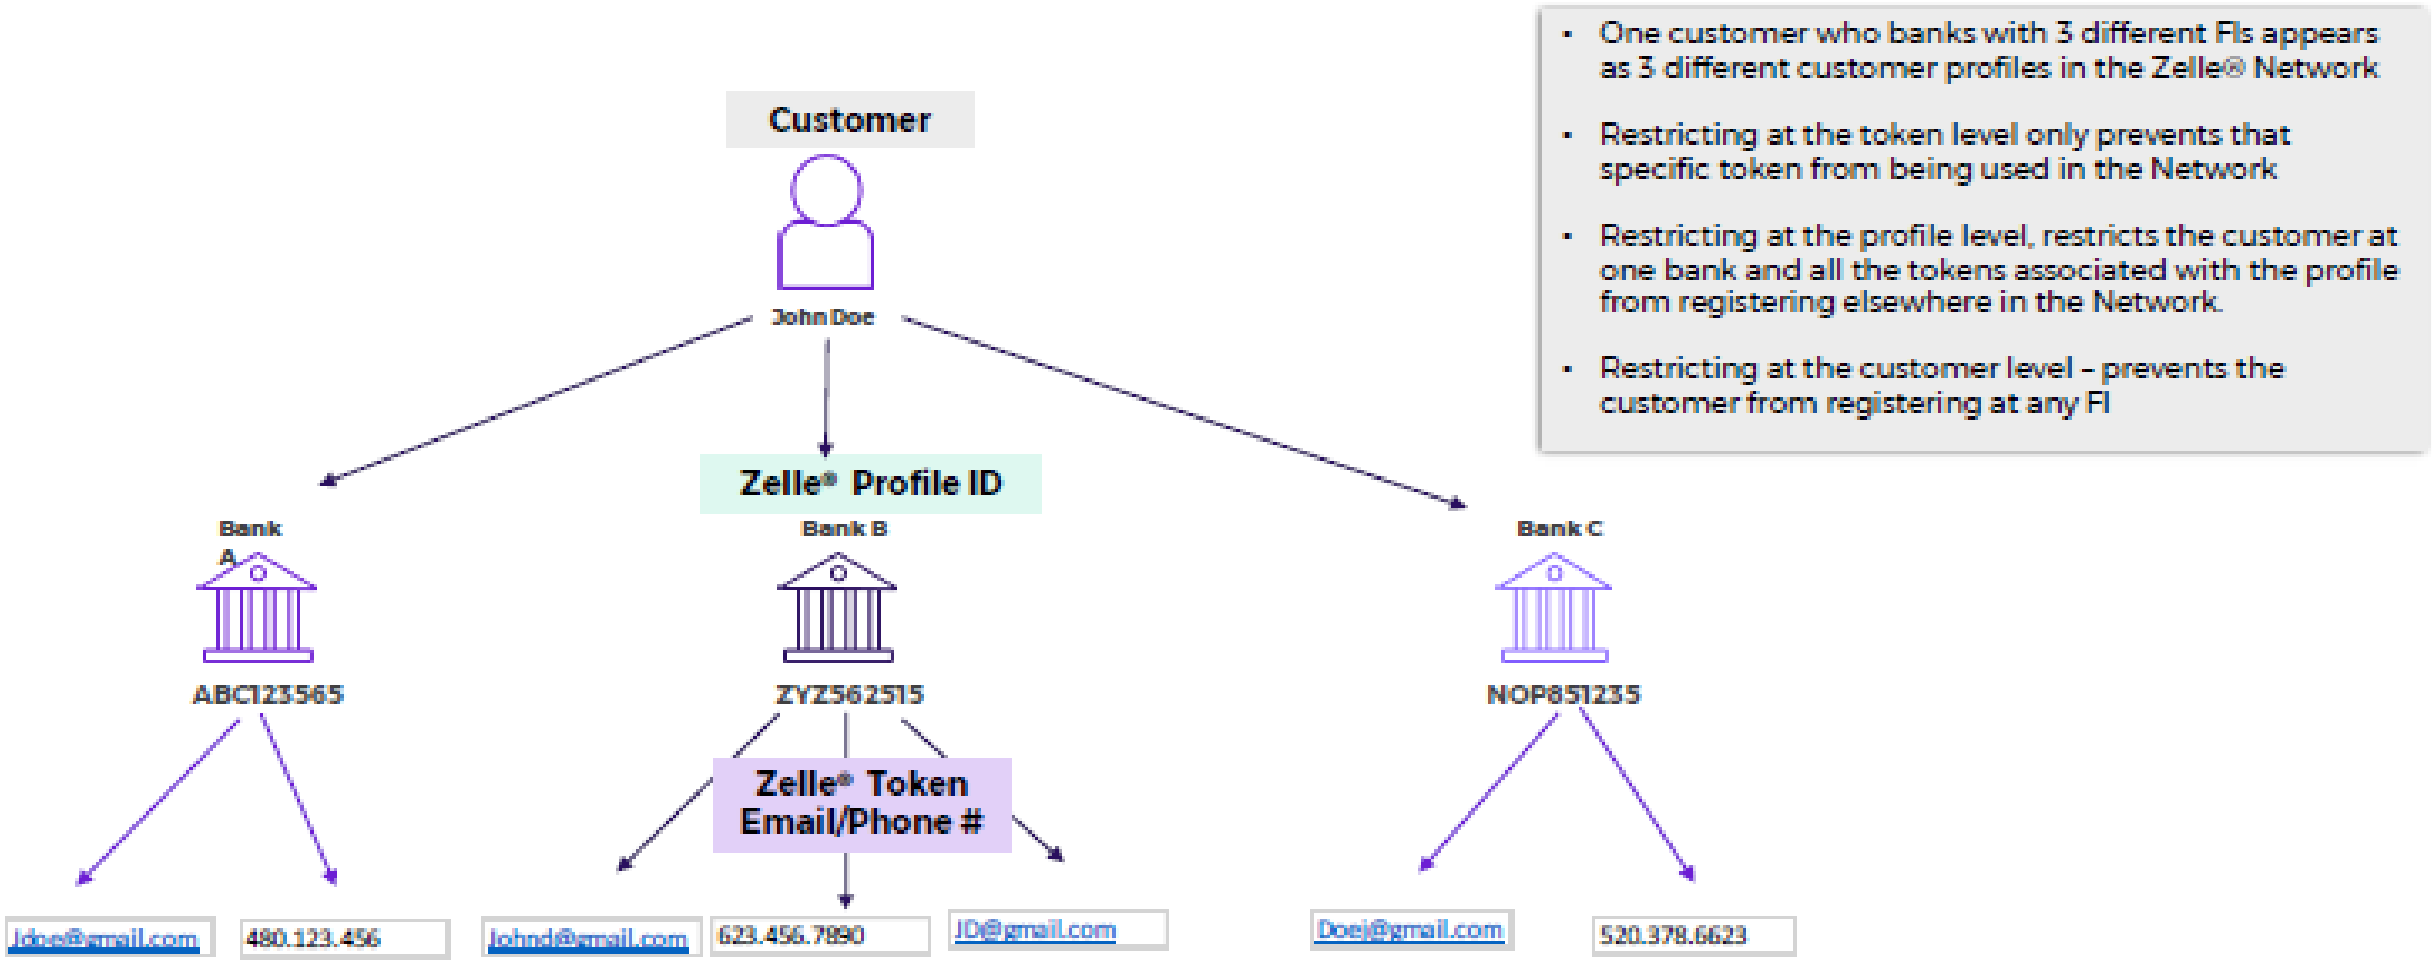 • One customer who banks with 3 different FIs appears
as 3 different customer profiles in the Zelle® Network
• Restricting at the token level only prevents that
specific token from being used in the Network
• Restricting at the profile level, restricts the customer at
one bank and all the tokens associated with the profile
from registering elsewhere in the Network.
• Restricting at the customer level – prevents the
customer from registering at any FI
Customer
John Doe
Zelle® Profile ID
Bank
A
Bank B
Bank C
ABC123565
ZYZ562515
NOP851235
Zelle® Token
Email/Phone #
Jdoe@gmail.com
480.123.456
Johnd@gmail.com
623.456.7890
JD@gmail.com
Doej@gmail.com
520.378.6623